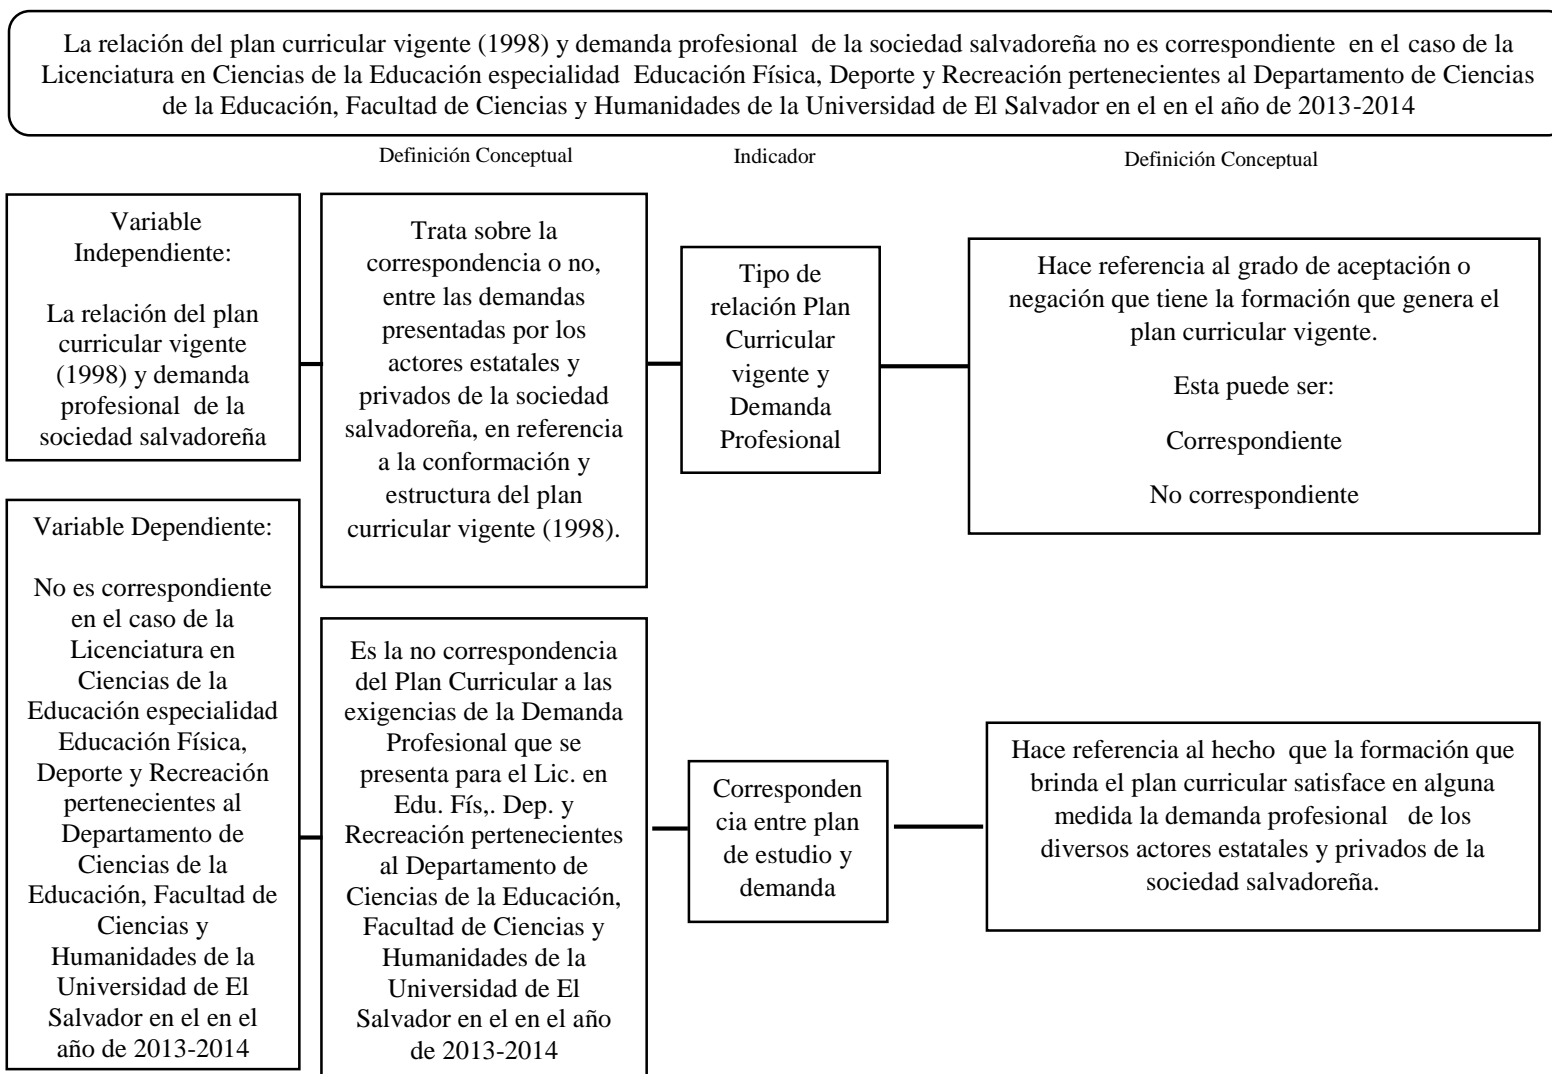 La relación del plan curricular vigente (1998) y demanda profesional  de la sociedad salvadoreña no es correspondiente  en el caso de la
Licenciatura en Ciencias de la Educación especialidad  Educación Física, Deporte y Recreación pertenecientes al Departamento de Ciencias
de la Educación, Facultad de Ciencias y Humanidades de la Universidad de El Salvador en el en el año de 2013-2014
Definición Conceptual
Indicador
Definición Conceptual
Variable
Independiente:
La relación del plan
curricular vigente
(1998) y demanda
profesional  de la
sociedad salvadoreña
Trata sobre la
correspondencia o no,
entre las demandas
presentadas por los
actores estatales y
privados de la sociedad
salvadoreña, en referencia
a la conformación y
estructura del plan
curricular vigente (1998).
Tipo de
relación Plan
Curricular
vigente y
Demanda
Profesional
Hace referencia al grado de aceptación o
negación que tiene la formación que genera el
plan curricular vigente.
Esta puede ser:
Correspondiente
No correspondiente
Variable Dependiente:
No es correspondiente
en el caso de la
Licenciatura en
Ciencias de la
Educación especialidad
Educación Física,
Deporte y Recreación
pertenecientes al
Departamento de
Ciencias de la
Educación, Facultad de
Ciencias y
Humanidades de la
Universidad de El
Salvador en el en el
año de 2013-2014
Es la no correspondencia
del Plan Curricular a las
exigencias de la Demanda
Profesional que se
presenta para el Lic. en
Edu. Fís,. Dep. y
Recreación pertenecientes
al Departamento de
Ciencias de la Educación,
Facultad de Ciencias y
Humanidades de la
Universidad de El
Salvador en el en el año
de 2013-2014
Corresponden
cia entre plan
de estudio y
demanda
Hace referencia al hecho  que la formación que
brinda el plan curricular satisface en alguna
medida la demanda profesional   de los
diversos actores estatales y privados de la
sociedad salvadoreña.